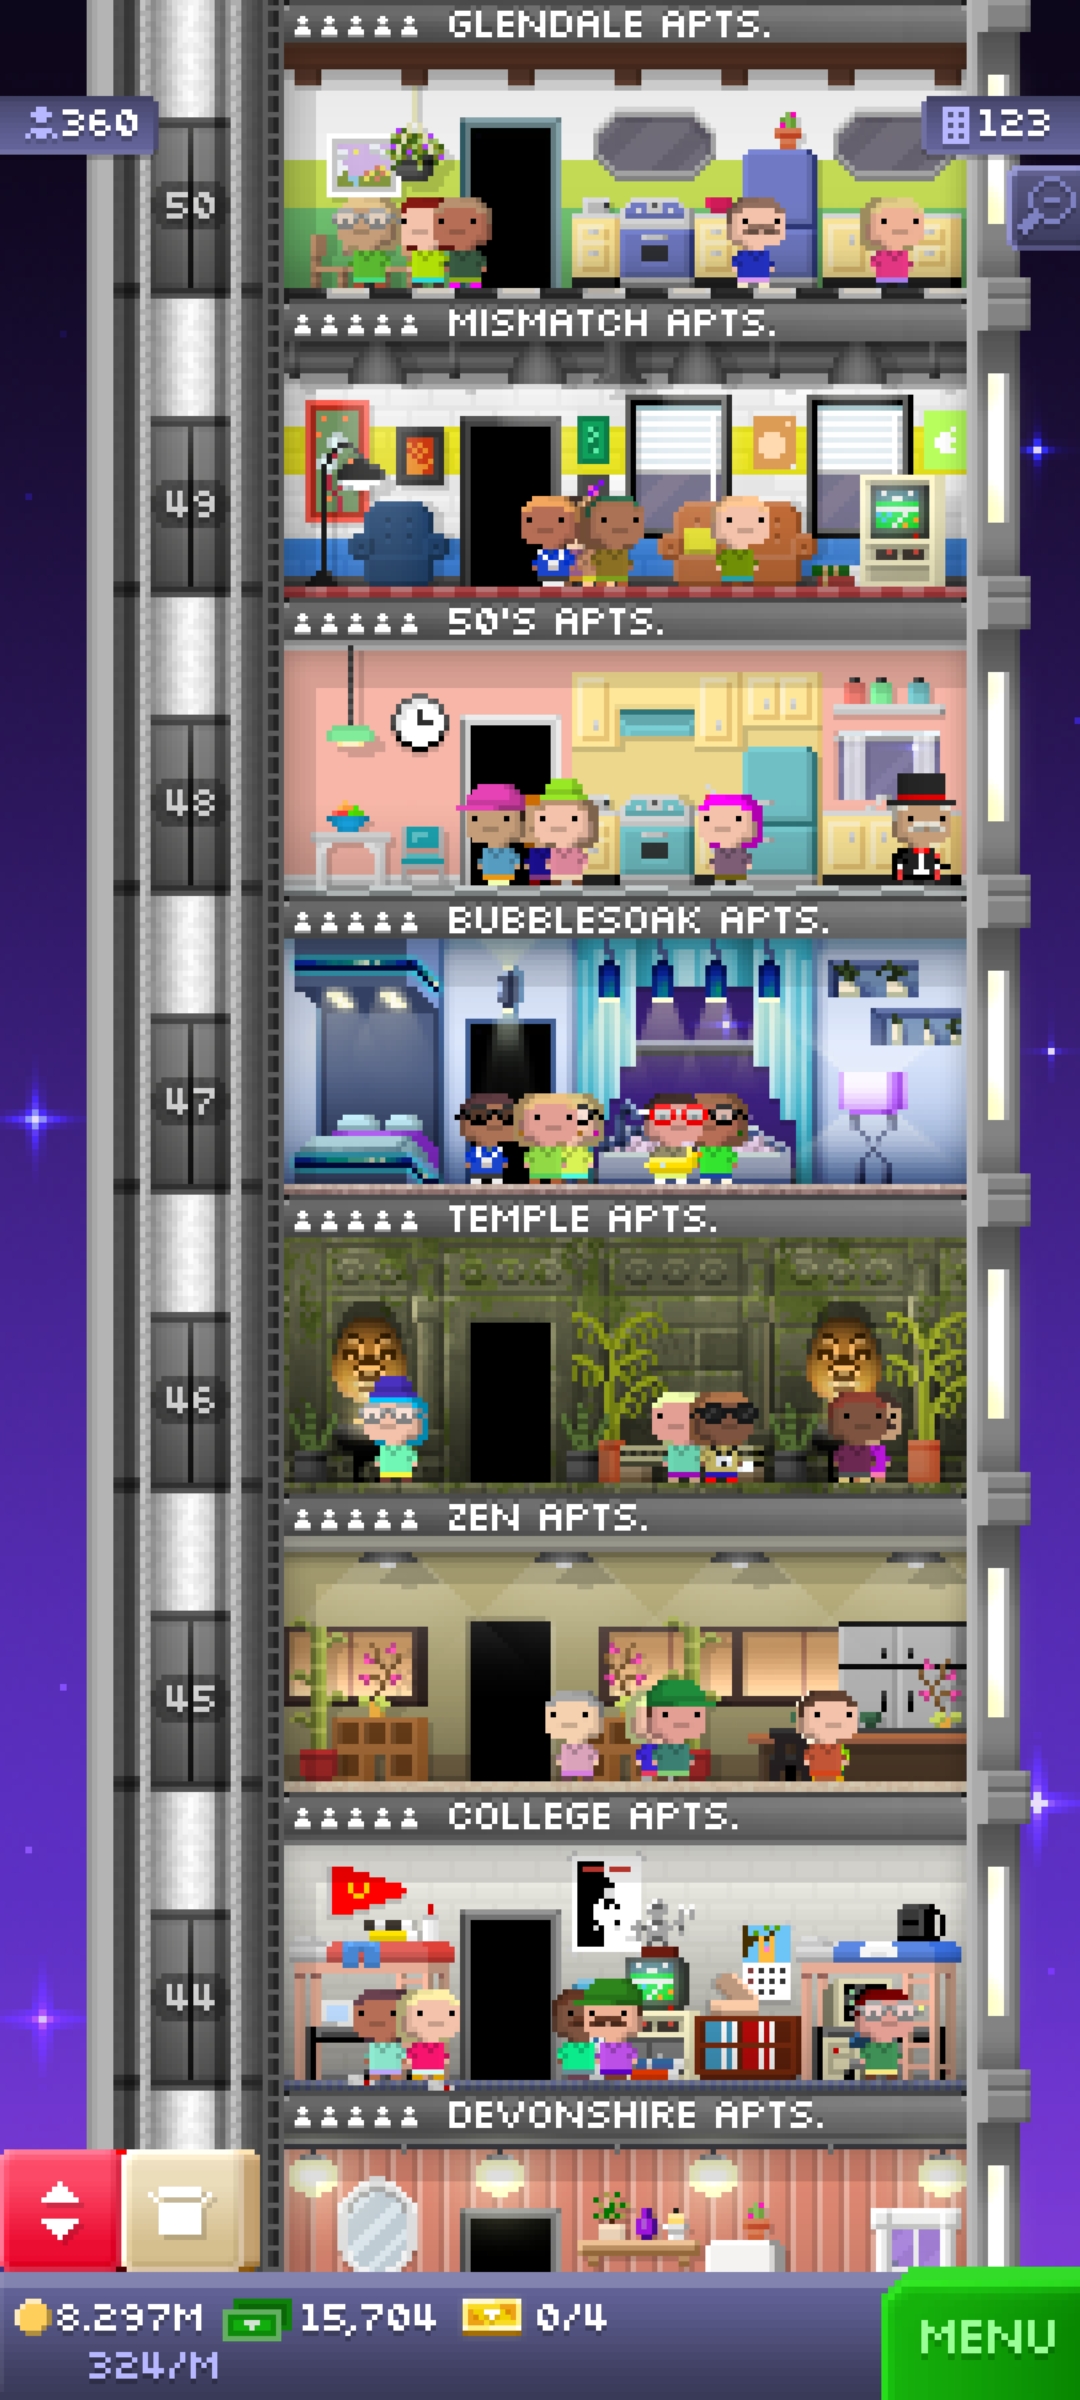 GLENDALE APTS.
360
123
50
MISMATCH APTS.
49
50'S APTS.
48
BUBBLESOAK APTS.
47
TEMPLE APTS.
46
ZEN APTS.
45
COLLEGE APTS.
44
DEVONSHIRE APTS.
8.297M 15,704 0/4
324/M
MENU